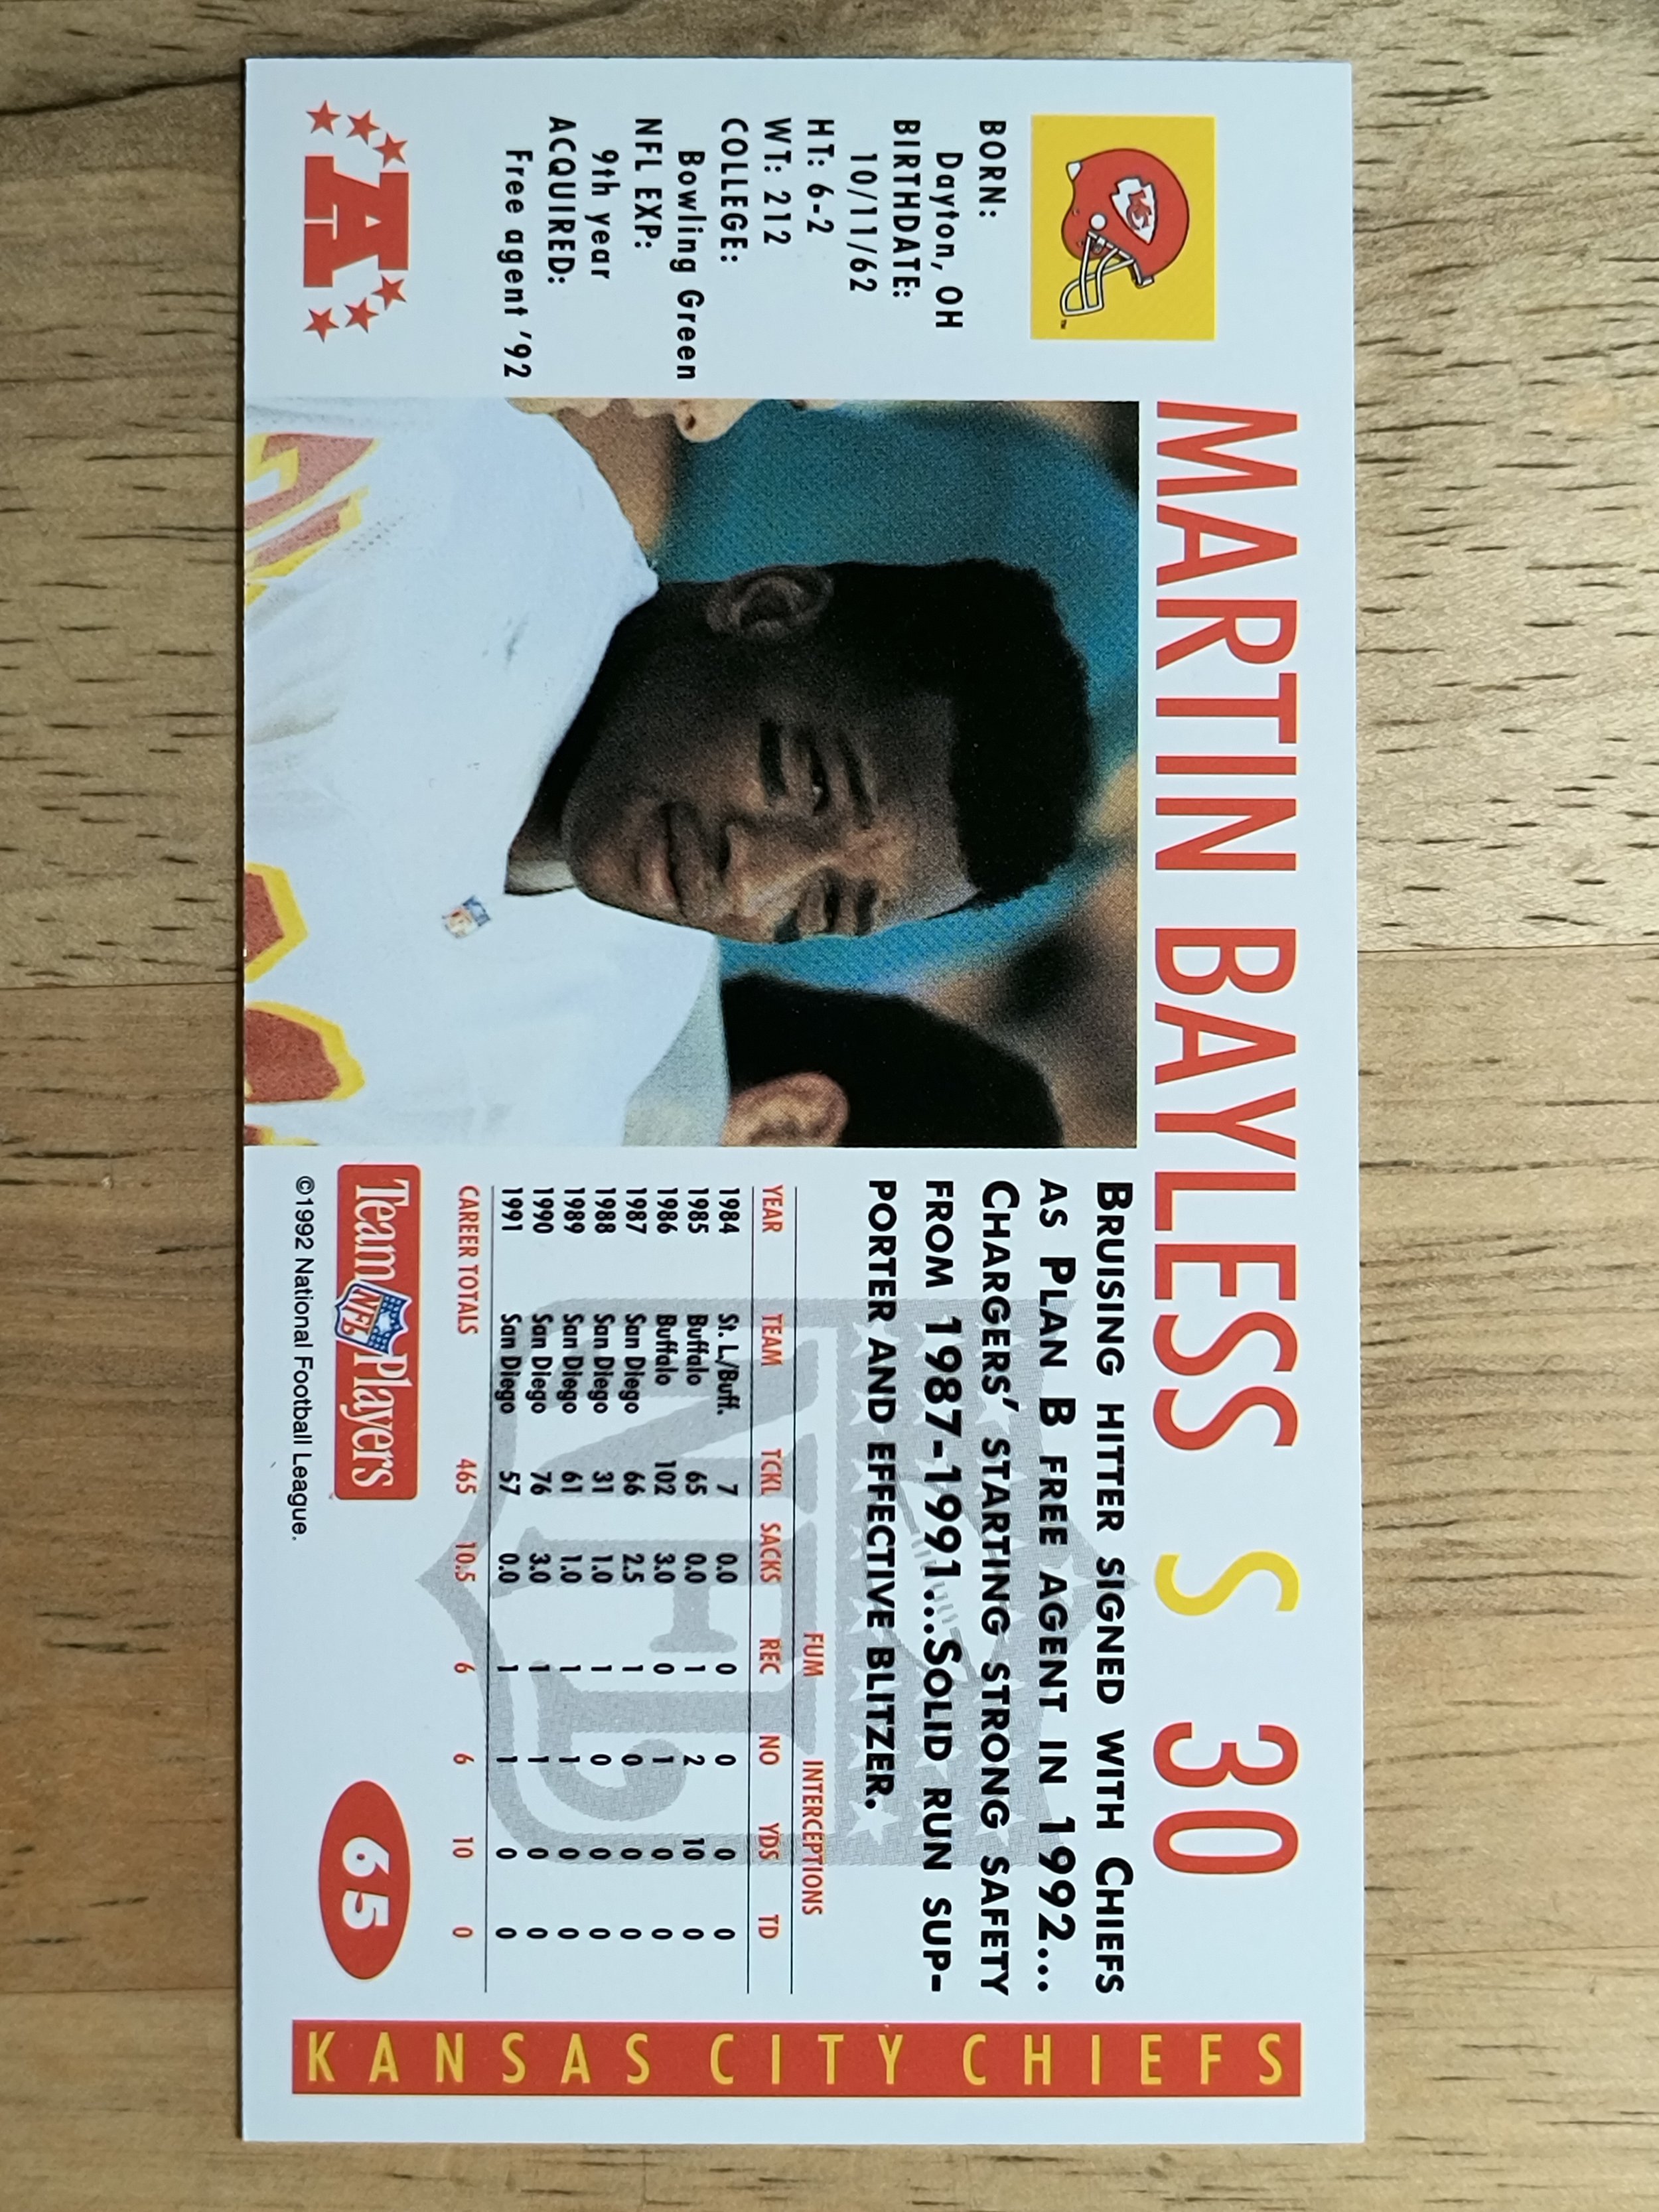 MARTIN BAYLESS S 30
BORN:
Dayton, OH
BIRTHDATE:
10/11/62
HT: 6-2
WT: 212
COLLEGE:
Bowling Green
NFL EXP:
9th year
ACQUIRED:
Free agent '92
A
BRUISING HITTER SIGNED WITH CHIEFS
AS PLAN B FREE AGENT IN 1992...
CHARGERS' STARTING STRONG SAFETY
FROM 1987-1991...SOLID RUN SUP-
PORTER AND EFFECTIVE BLITZER.
FUM INTERCEPTIONS
YEAR TEAM TCKL SACKS REC NO YDS TD
1984 St. L/Buff. 7 0.0 0 0 0 0
1985 Buffalo 65 0.0 1 2 10 0
1986 Buffalo 102 3.0 0 1 0 0
1987 San Diego 66 2.5 1 0 0 0
1988 San Diego 31 1.0 1 0 0 0
1989 San Diego 61 1.0 1 1 0 0
1990 San Diego 76 3.0 1 1 0 0
1991 San Diego 57 0.0 1 1 0 0
CAREER TOTALS 465 10.5 6 6 10 0
NFL
Team NFL Players
65
©1992 National Football League.
KANSAS CITY CHIEFS